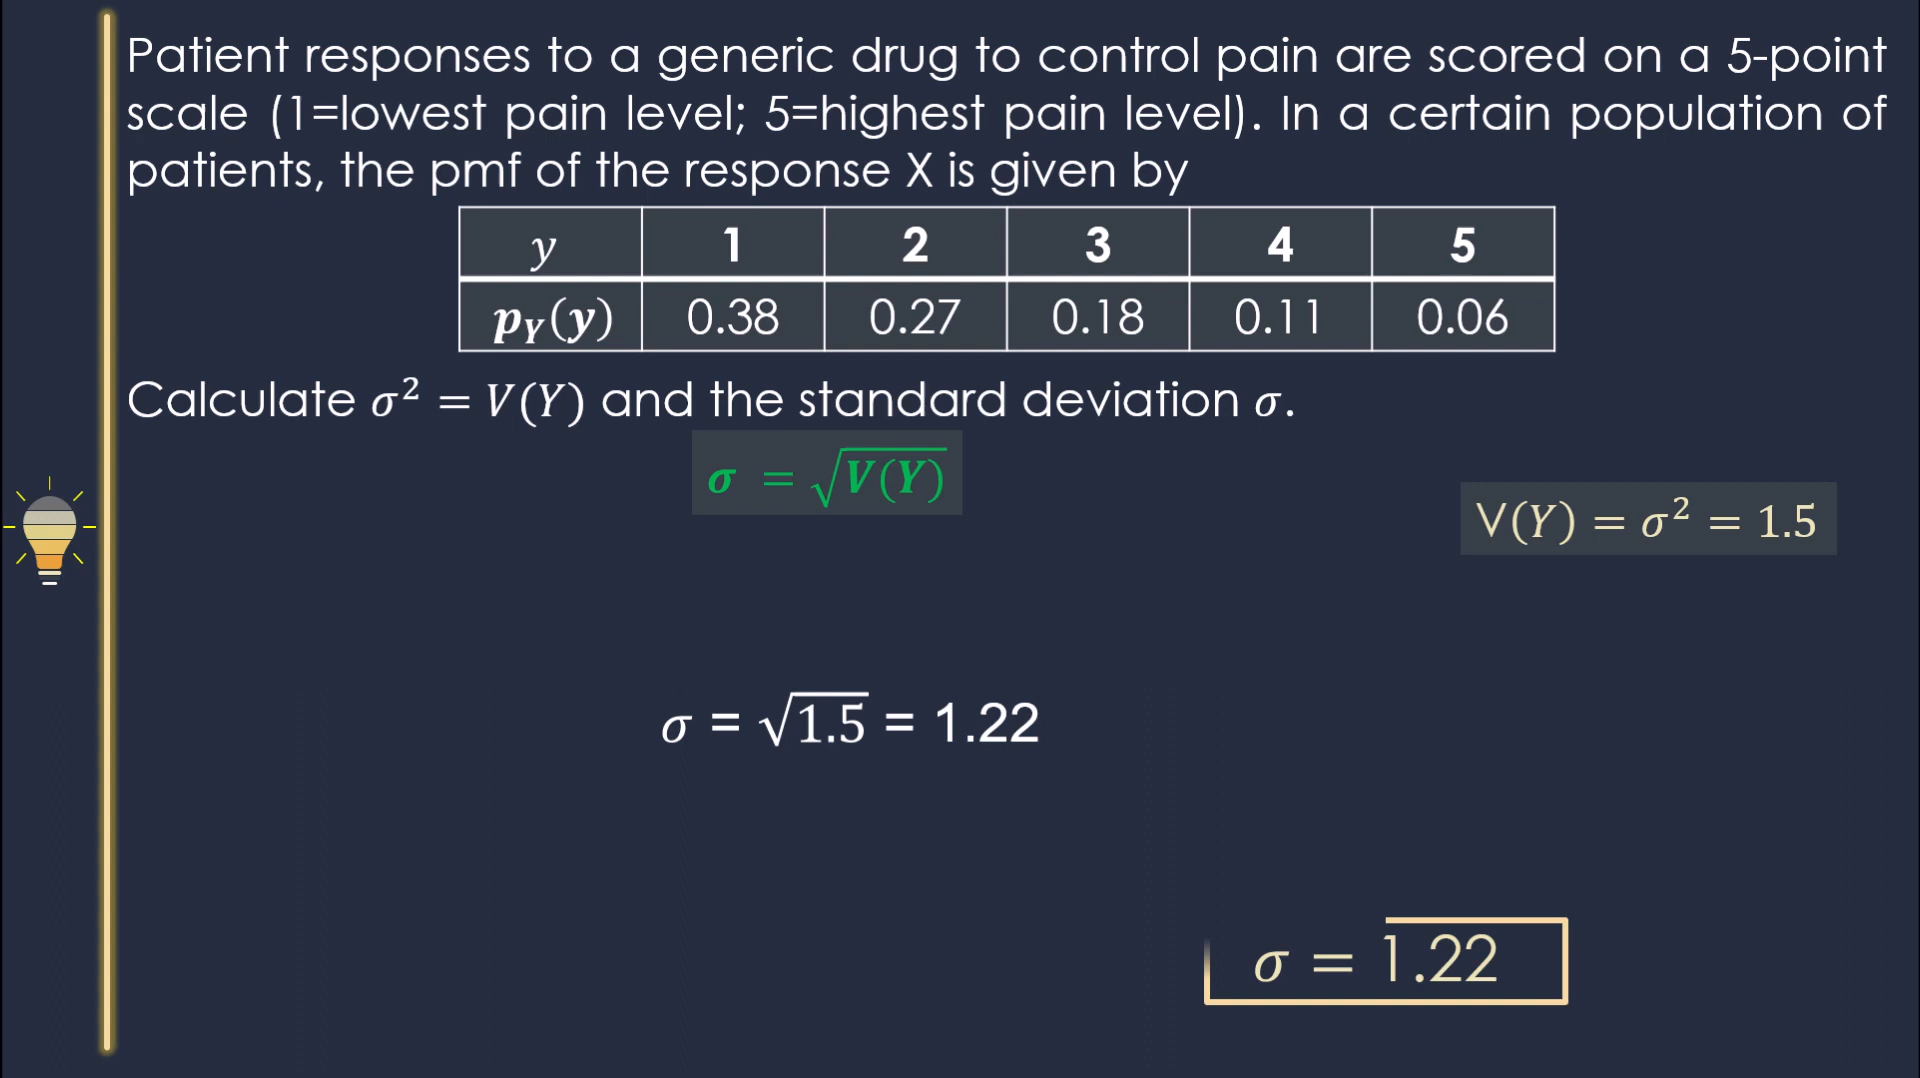 Patient responses to a generic drug to control pain are scored on a 5-point
scale (1=lowest pain level; 5=highest pain level). In a certain population of
patients, the pmf of the response X is given by
y 1 2 3 4 5
p_Y(y) 0.38 0.27 0.18 0.11 0.06
Calculate σ² = V(Y) and the standard deviation σ.
σ = √V(Y)
V(Y) = σ² = 1.5
σ = √1.5 = 1.22
σ = 1.22